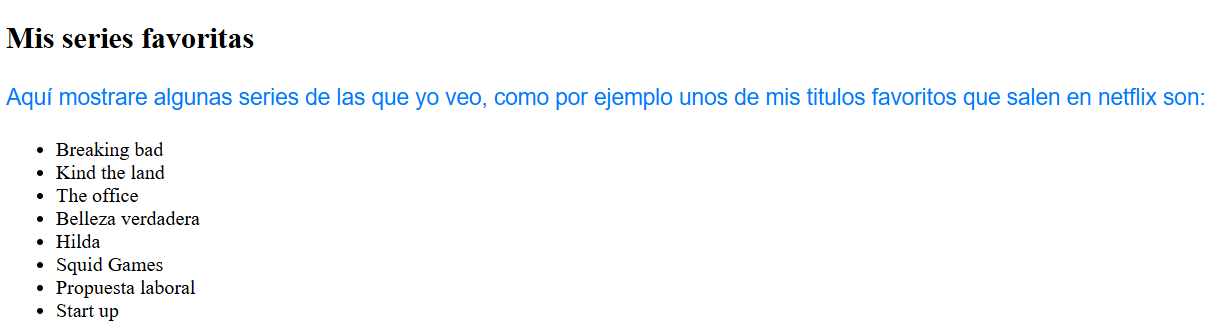 Mis series favoritas
Aquí mostrare algunas series de las que yo veo, como por ejemplo unos de mis titulos favoritos que salen en netflix son:
Breaking bad
Kind the land
The office
Belleza verdadera
Hilda
Squid Games
Propuesta laboral
Start up